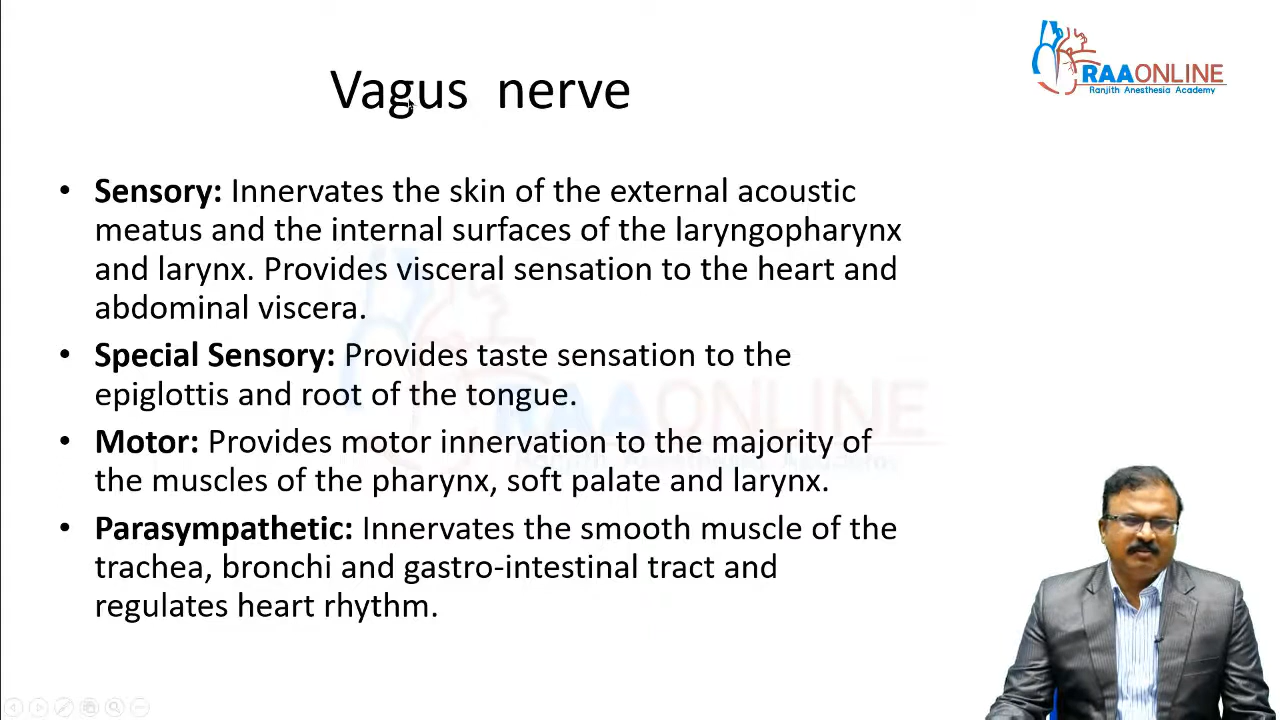 RAAONLINE
Ranjith Anesthesia Academy
Vagus nerve
• Sensory: Innervates the skin of the external acoustic
meatus and the internal surfaces of the laryngopharynx
and larynx. Provides visceral sensation to the heart and
abdominal viscera.
• Special Sensory: Provides taste sensation to the
epiglottis and root of the tongue.
• Motor: Provides motor innervation to the majority of
the muscles of the pharynx, soft palate and larynx.
• Parasympathetic: Innervates the smooth muscle of the
trachea, bronchi and gastro-intestinal tract and
regulates heart rhythm.
RAAONLINE
Ranjith Anesthesia Academy